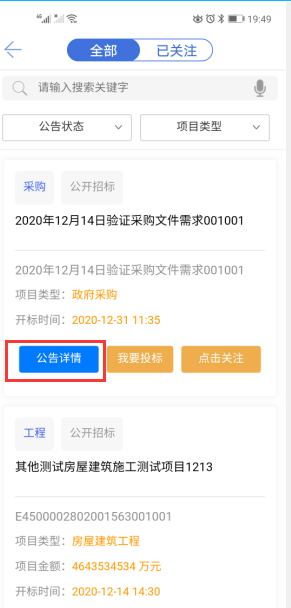 19:49
全部 已关注
请输入搜索关键字
公告状态 项目类型
采购 公开招标
2020年12月14日验证采购文件需求001001
2020年12月14日验证采购文件需求001001
项目类型：政府采购
开标时间：2020-12-31 11:35
公告详情 我要投标 点击关注
工程 公开招标
其他测试房屋建筑施工测试项目1213
E4500002802001563001001
项目类型：房屋建筑工程
项目金额：4643534534 万元
开标时间：2020-12-14 14:30